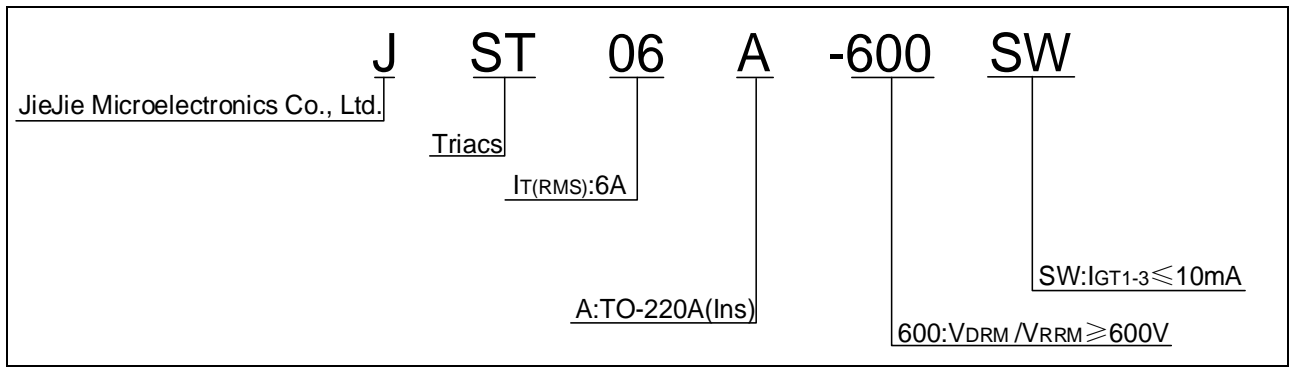 J ST 06 A -600 SW
JieJie Microelectronics Co., Ltd.
Triacs
IT(RMS):6A
SW:IGT1-3≤10mA
A:TO-220A(Ins)
600:VDRM /VRRM≥600V